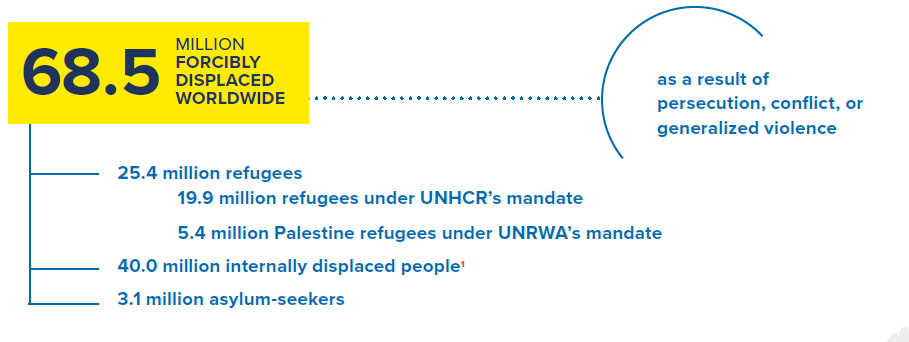 68.5 MILLION
FORCIBLY
DISPLACED
WORLDWIDE
as a result of
persecution, conflict, or
generalized violence
25.4 million refugees
19.9 million refugees under UNHCR’s mandate
5.4 million Palestine refugees under UNRWA’s mandate
40.0 million internally displaced people¹
3.1 million asylum-seekers